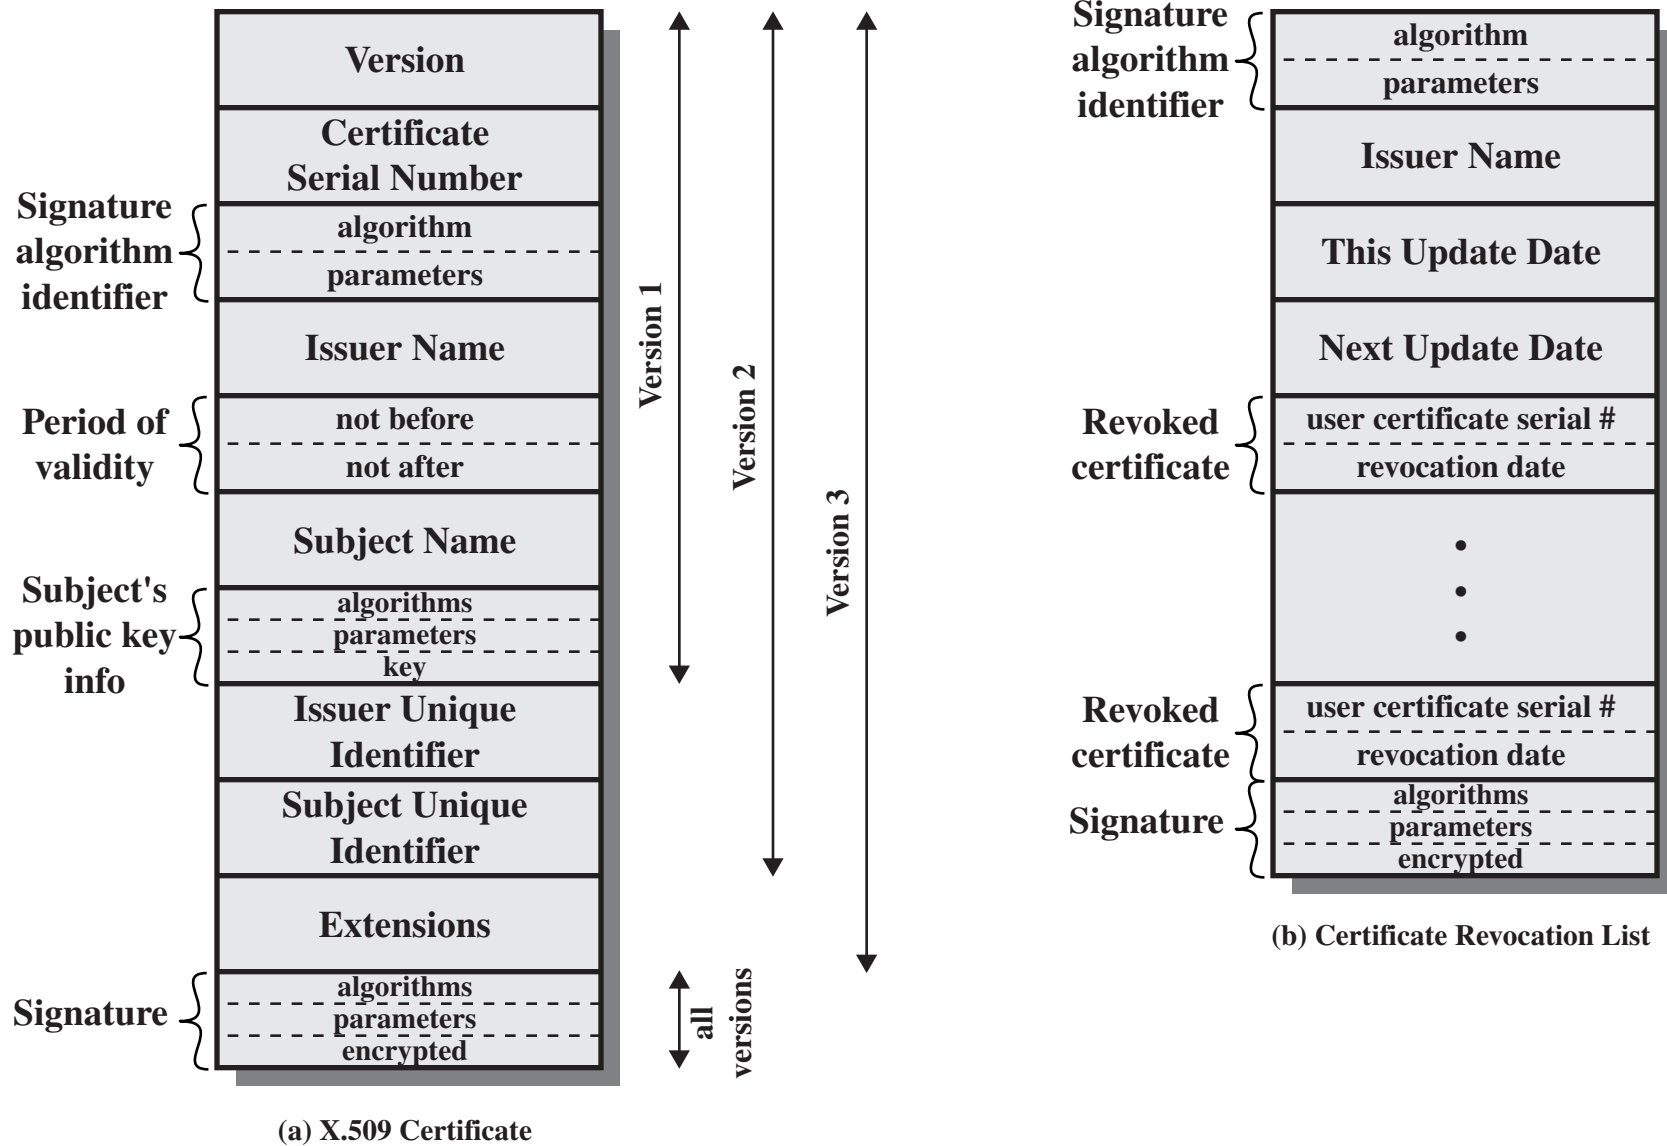 Version
Certificate
Serial Number
Signature
algorithm
identifier
algorithm
parameters
Issuer Name
Period of
validity
not before
not after
Subject Name
Subject's
public key
info
algorithms
parameters
key
Issuer Unique
Identifier
Subject Unique
Identifier
Extensions
Signature
algorithms
parameters
encrypted
Version 1
Version 2
Version 3
all
versions
(a) X.509 Certificate
Signature
algorithm
identifier
algorithm
parameters
Issuer Name
This Update Date
Next Update Date
Revoked
certificate
user certificate serial #
revocation date
Revoked
certificate
user certificate serial #
revocation date
Signature
algorithms
parameters
encrypted
(b) Certificate Revocation List